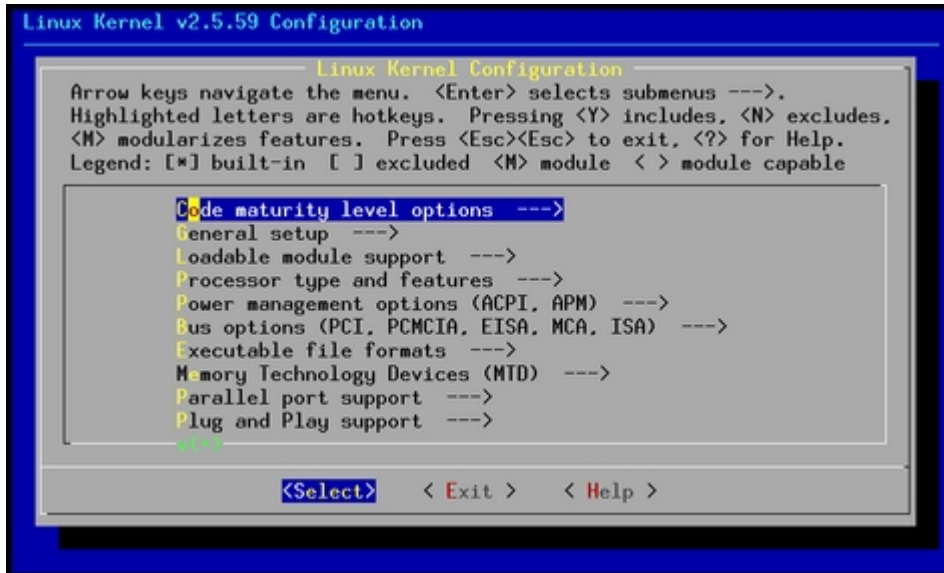 Linux Kernel v2.5.59 Configuration
Linux Kernel Configuration
Arrow keys navigate the menu.  <Enter> selects submenus --->.
Highlighted letters are hotkeys.  Pressing <Y> includes, <N> excludes,
<M> modularizes features.  Press <Esc><Esc> to exit, <?> for Help.
Legend: [*] built-in  [ ] excluded  <M> module  < > module capable
Code maturity level options  --->
General setup  --->
Loadable module support  --->
Processor type and features  --->
Power management options (ACPI, APM)  --->
Bus options (PCI, PCMCIA, EISA, MCA, ISA)  --->
Executable file formats  --->
Memory Technology Devices (MTD)  --->
Parallel port support  --->
Plug and Play support  --->
v(+)
<Select>    < Exit >    < Help >